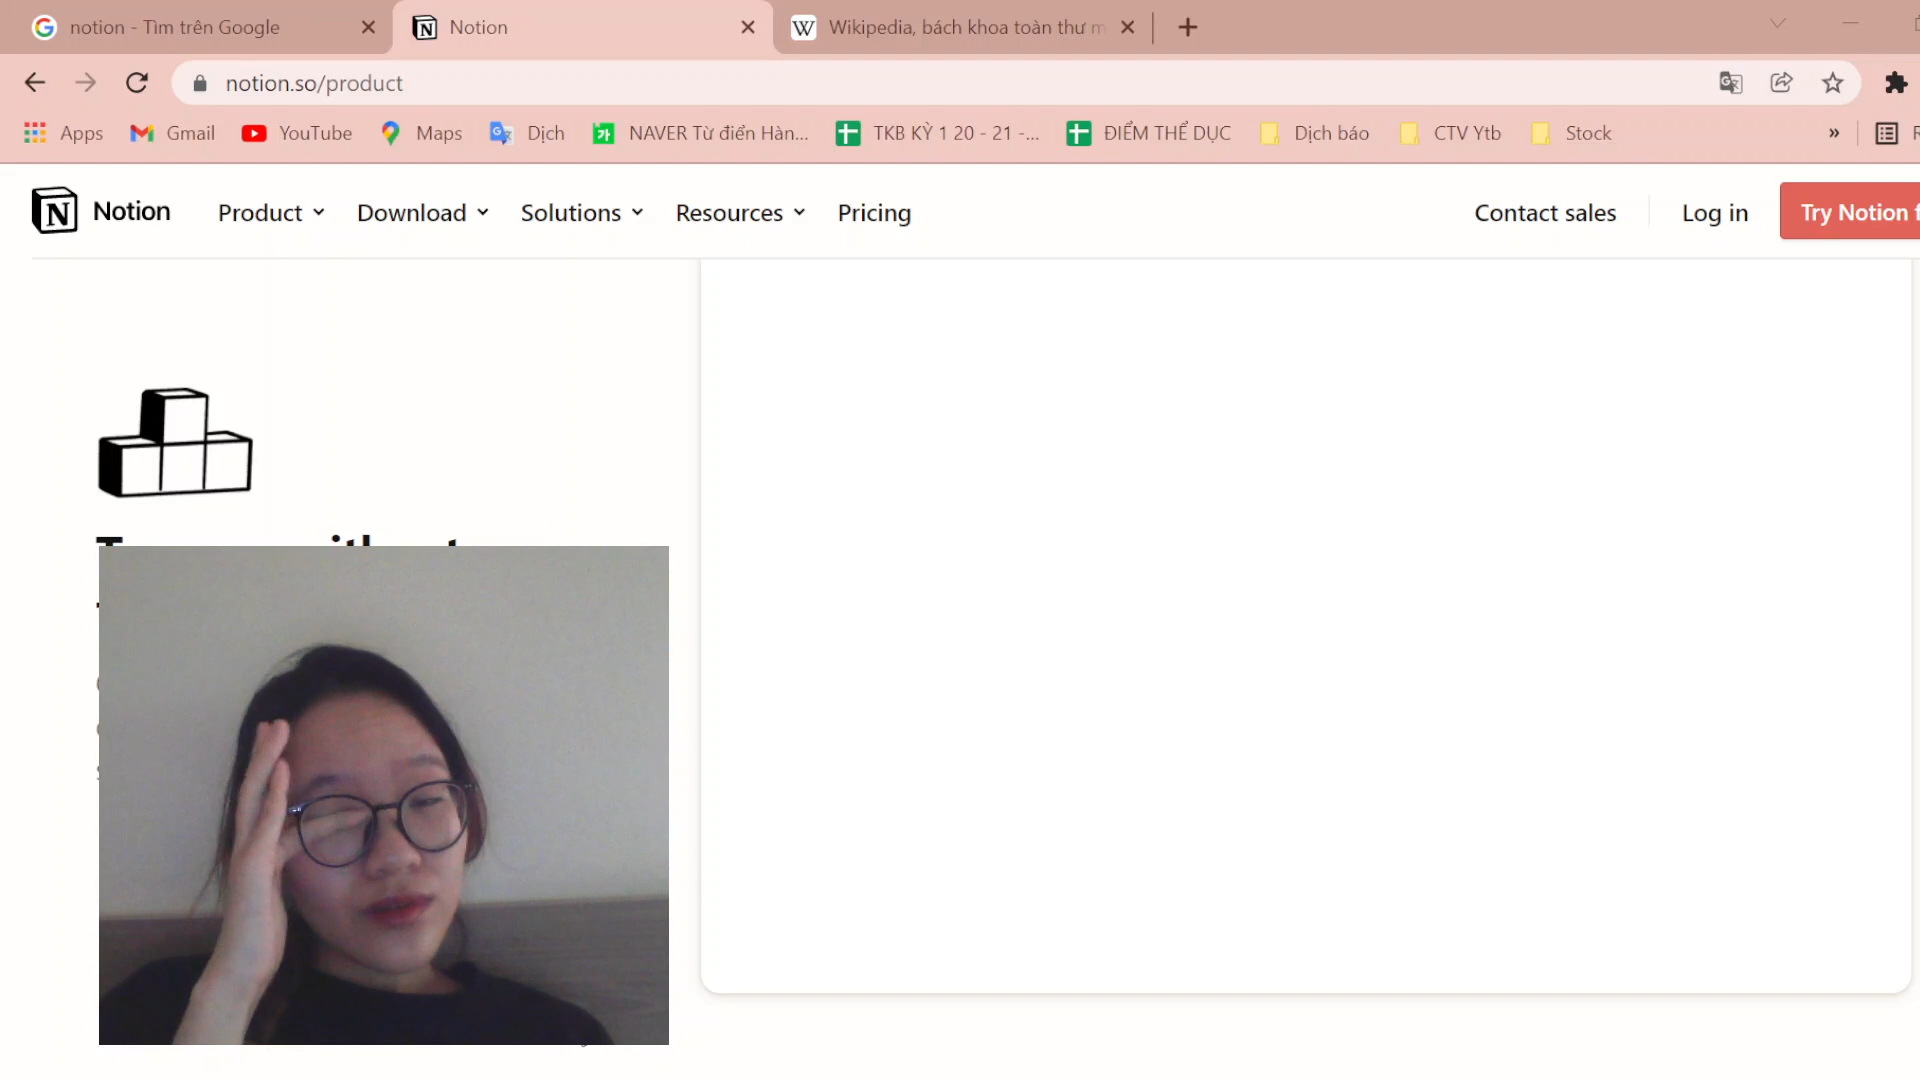 notion - Tìm trên Google
Notion
Wikipedia, bách khoa toàn thư m
notion.so/product
Apps
Gmail
YouTube
Maps
Dịch
NAVER Từ điển Hàn...
TKB KỲ 1 20 - 21 -...
ĐIỂM THỂ DỤC
Dịch báo
CTV Ytb
Stock
»
Notion
Product
Download
Solutions
Resources
Pricing
Contact sales
Log in
Try Notion f